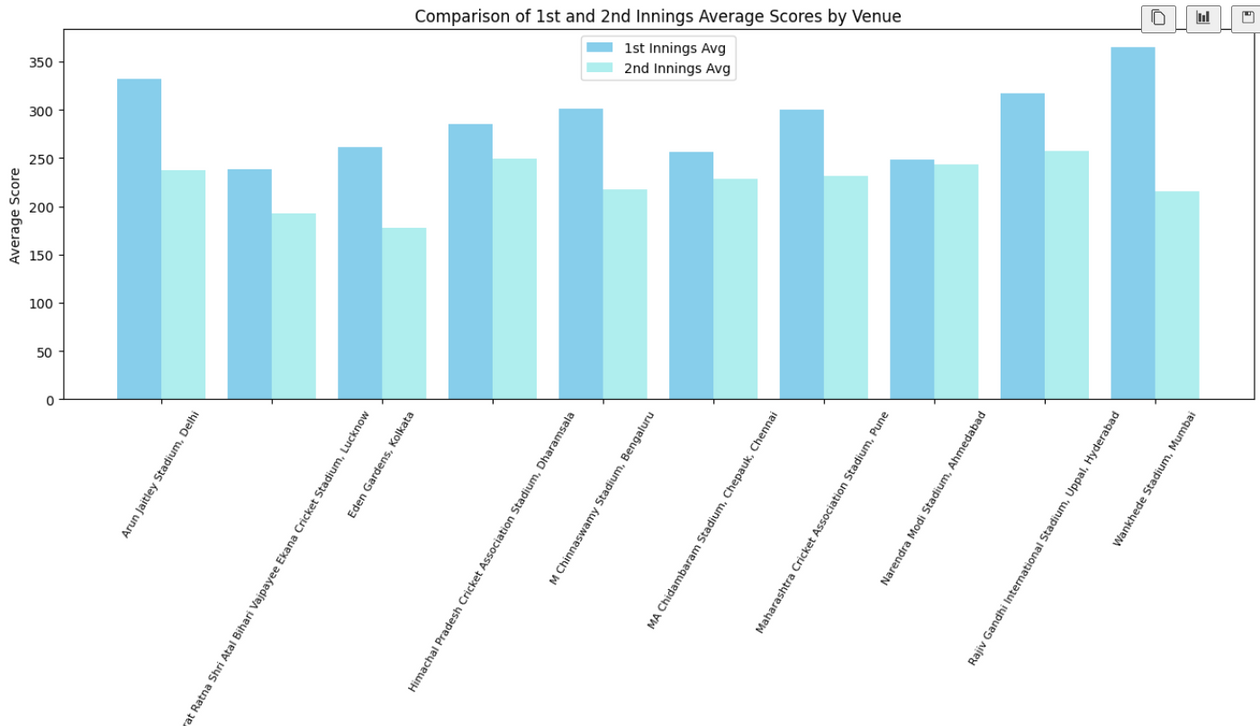 Comparison of 1st and 2nd Innings Average Scores by Venue
1st Innings Avg
2nd Innings Avg
Average Score
350
300
250
200
150
100
50
0
Arun Jaitley Stadium, Delhi
rat Ratna Shri Atal Bihari Vajpayee Ekana Cricket Stadium, Lucknow
Eden Gardens, Kolkata
Himachal Pradesh Cricket Association Stadium, Dharamsala
M Chinnaswamy Stadium, Bengaluru
MA Chidambaram Stadium, Chepauk, Chennai
Maharashtra Cricket Association Stadium, Pune
Narendra Modi Stadium, Ahmedabad
Rajiv Gandhi International Stadium, Uppal, Hyderabad
Wankhede Stadium, Mumbai